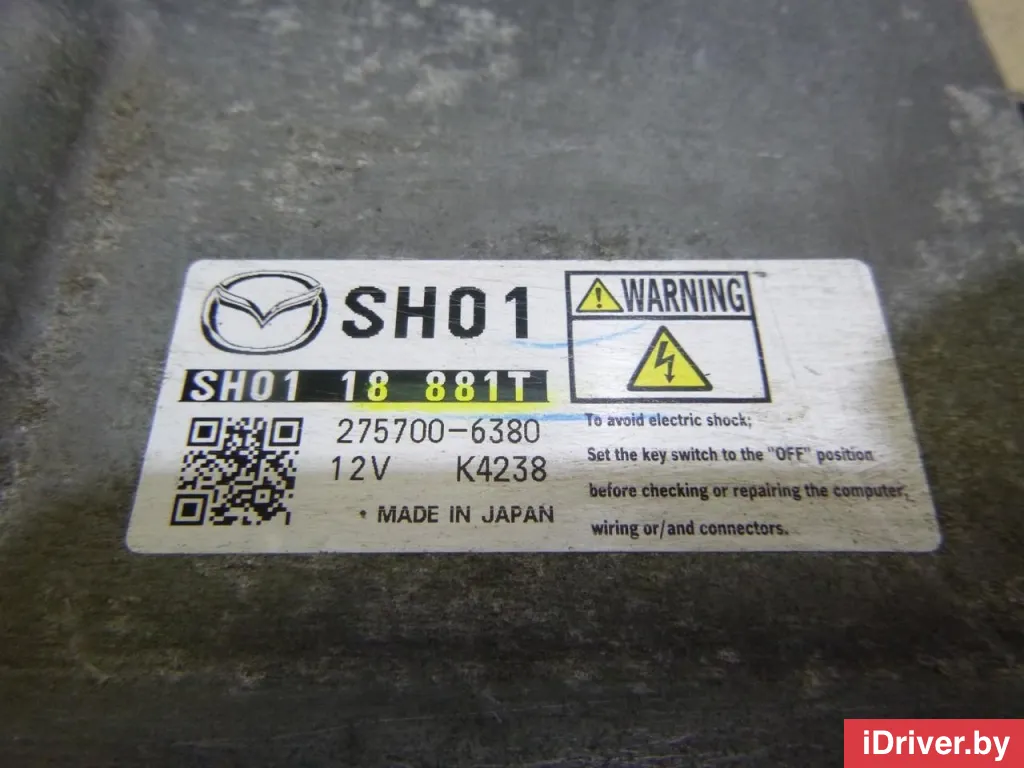 SH01
SH01 18 881T
275700-6380
12V K4238
• MADE IN JAPAN
WARNING
To avoid electric shock;
Set the key switch to the "OFF" position
before checking or repairing the computer,
wiring or/and connectors.
iDriver.by